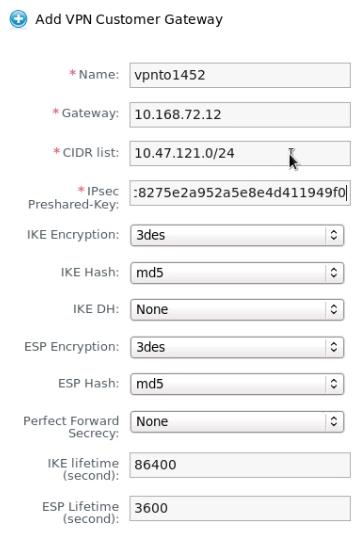 Add VPN Customer Gateway
* Name: vpnto1452
* Gateway: 10.168.72.12
* CIDR list: 10.47.121.0/24
* IPsec
Preshared-Key: :8275e2a952a5e8e4d411949f0
IKE Encryption: 3des
IKE Hash: md5
IKE DH: None
ESP Encryption: 3des
ESP Hash: md5
Perfect Forward
Secrecy: None
IKE lifetime
(second): 86400
ESP Lifetime
(second): 3600